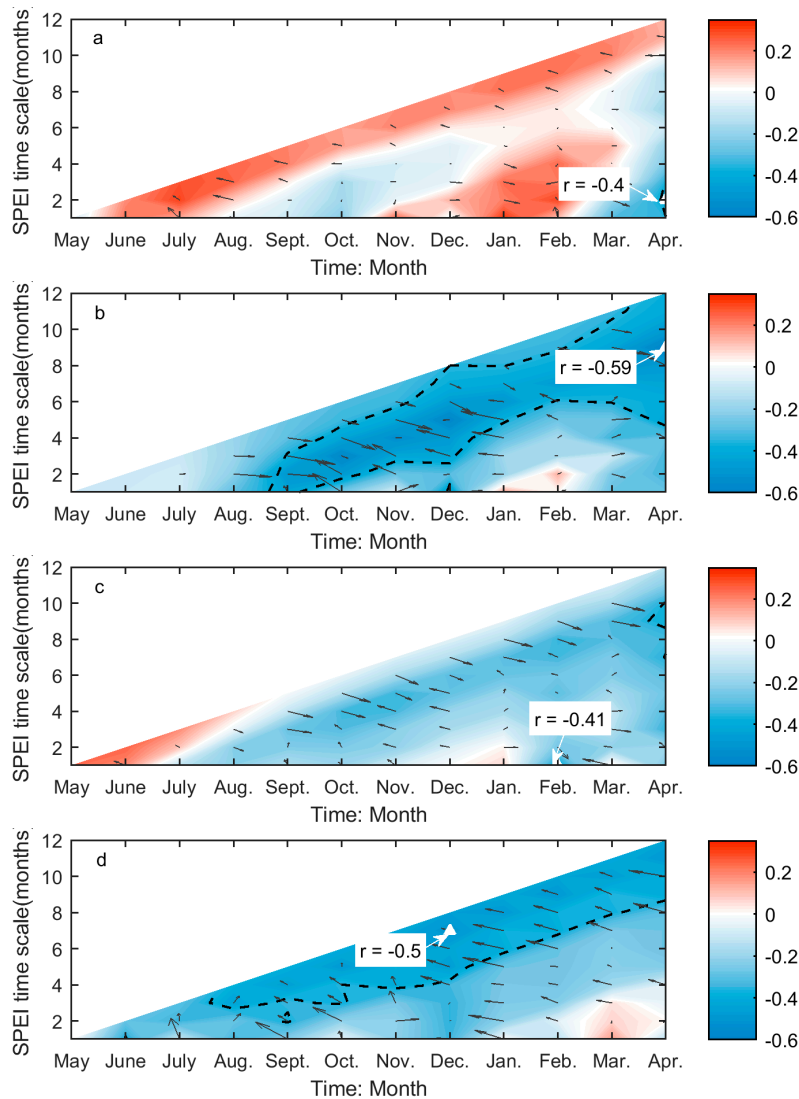 a
SPEI time scale(months)
12
10
8
6
4
2
r = -0.4
May June July Aug. Sept. Oct. Nov. Dec. Jan. Feb. Mar. Apr.
Time: Month
0.2
0
-0.2
-0.4
-0.6
b
SPEI time scale(months)
12
10
8
6
4
2
r = -0.59
May June July Aug. Sept. Oct. Nov. Dec. Jan. Feb. Mar. Apr.
Time: Month
0.2
0
-0.2
-0.4
-0.6
c
SPEI time scale(months)
12
10
8
6
4
2
r = -0.41
May June July Aug. Sept. Oct. Nov. Dec. Jan. Feb. Mar. Apr.
Time: Month
0.2
0
-0.2
-0.4
-0.6
d
SPEI time scale(months)
12
10
8
6
4
2
r = -0.5
May June July Aug. Sept. Oct. Nov. Dec. Jan. Feb. Mar. Apr.
Time: Month
0.2
0
-0.2
-0.4
-0.6